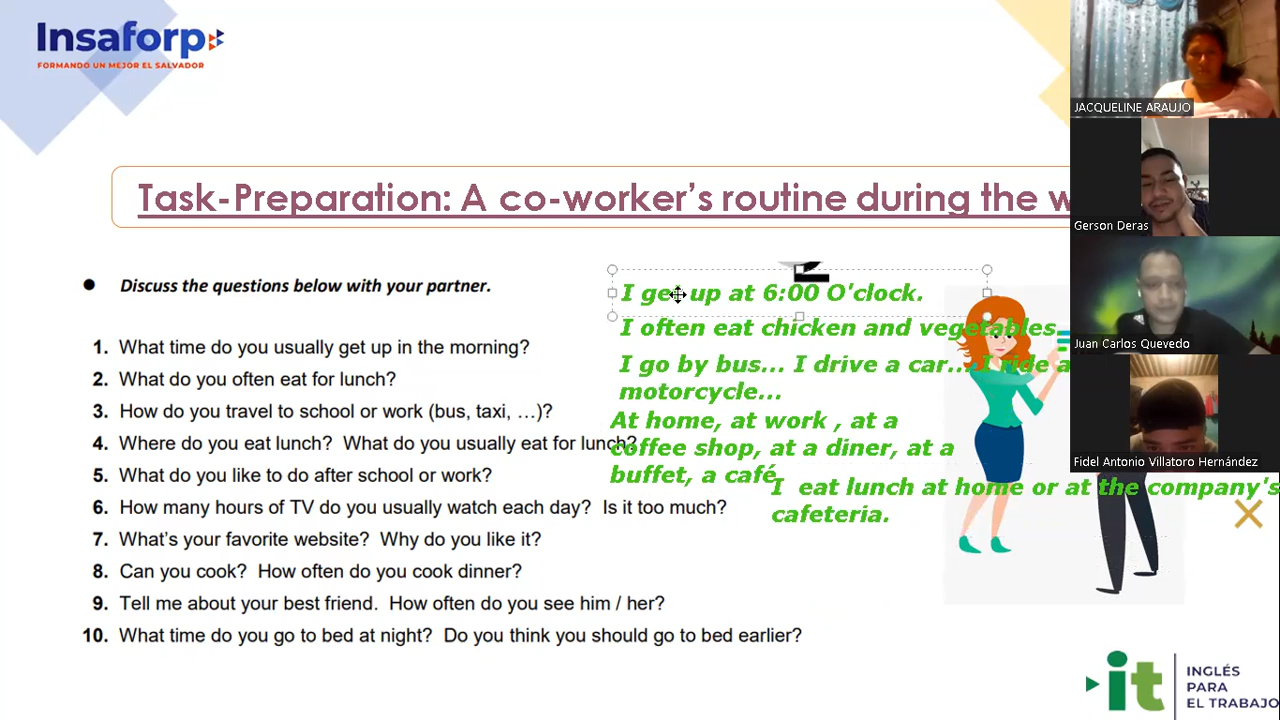 Insaforp
FORMANDO UN MEJOR EL SALVADOR
Task-Preparation: A co-worker's routine during the w
Discuss the questions below with your partner.
1. What time do you usually get up in the morning?
2. What do you often eat for lunch?
3. How do you travel to school or work (bus, taxi, …)?
4. Where do you eat lunch? What do you usually eat for lunch?
5. What do you like to do after school or work?
6. How many hours of TV do you usually watch each day? Is it too much?
7. What's your favorite website? Why do you like it?
8. Can you cook? How often do you cook dinner?
9. Tell me about your best friend. How often do you see him / her?
10. What time do you go to bed at night? Do you think you should go to bed earlier?
I get up at 6:00 O'clock.
I often eat chicken and vegetables.
I go by bus... I drive a car... I ride a
motorcycle...
At home, at work , at a
coffee shop, at a diner, at a
buffet, a café
I eat lunch at home or at the company's
cafeteria.
JACQUELINE ARAUJO
Gerson Deras
Juan Carlos Quevedo
Fidel Antonio Villatoro Hernández
it
INGLÉS
PARA
EL TRABAJO